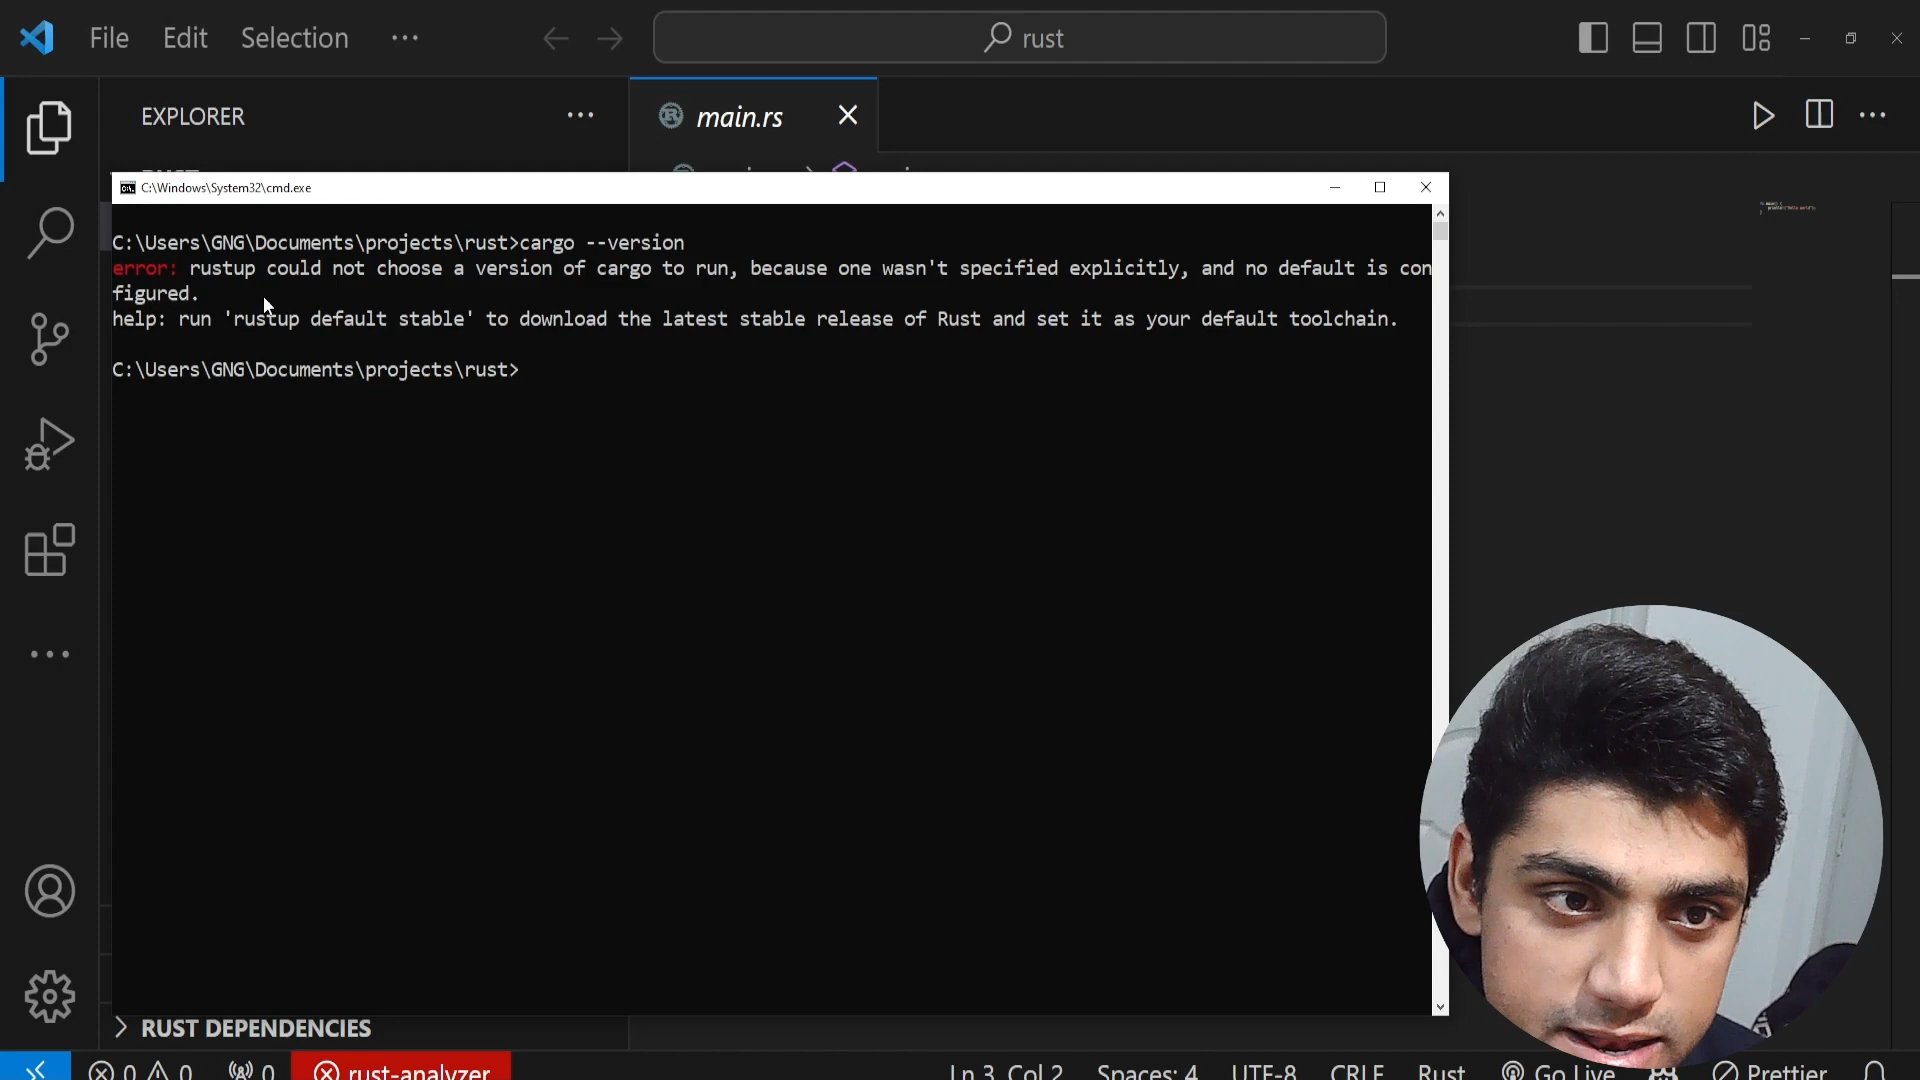 File Edit Selection ···
rust
EXPLORER ···
main.rs
C:\Windows\System32\cmd.exe
C:\Users\GNG\Documents\projects\rust>cargo --version
error: rustup could not choose a version of cargo to run, because one wasn't specified explicitly, and no default is con
figured.
help: run 'rustup default stable' to download the latest stable release of Rust and set it as your default toolchain.
C:\Users\GNG\Documents\projects\rust>
RUST DEPENDENCIES
0 0 0 rust-analyzer Ln 3, Col 2 Spaces: 4 UTF-8 CRLF Rust Go Live Prettier